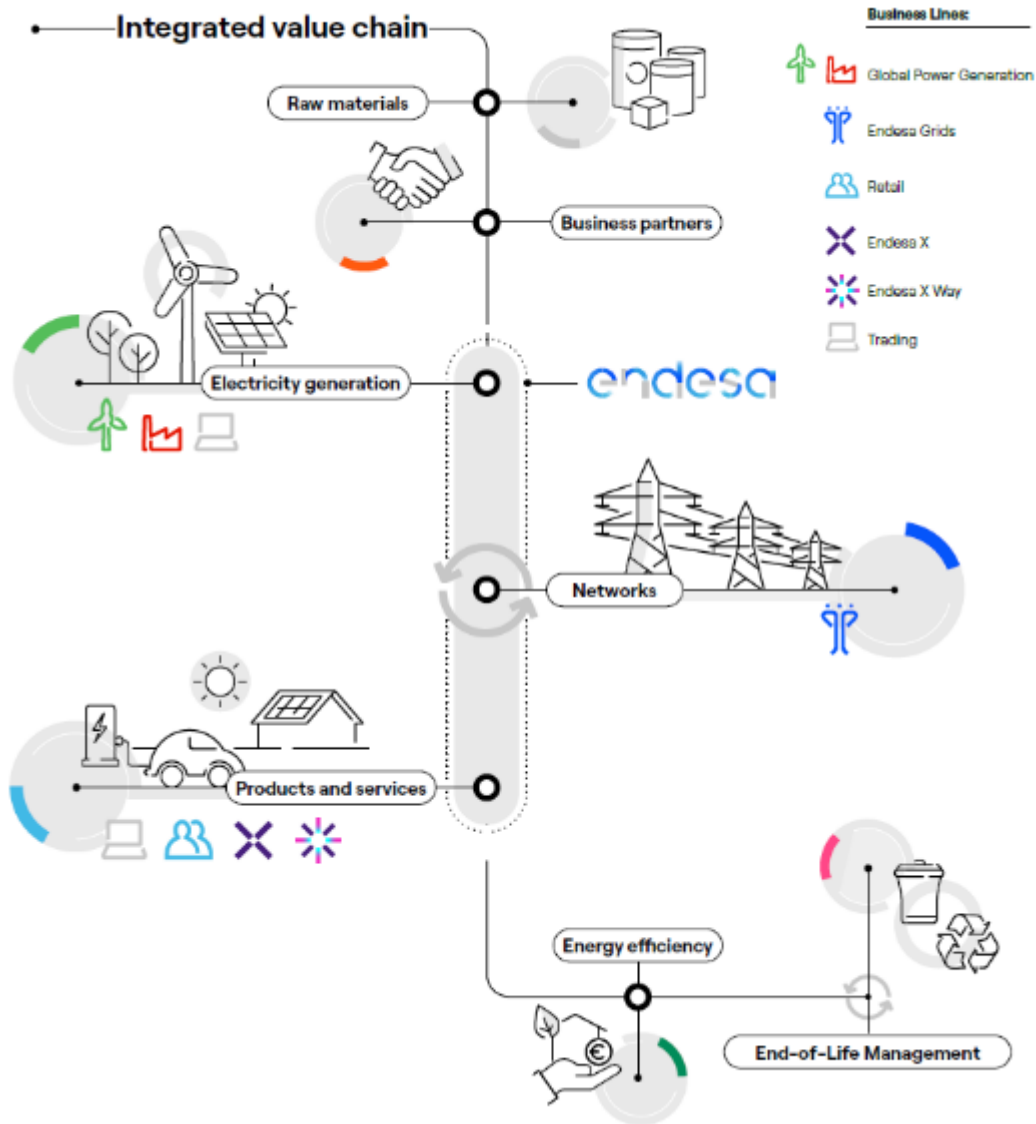 Integrated value chain
Business Lines:
Raw materials
Global Power Generation
Endesa Grids
Retail
Business partners
Endesa X
Endesa X Way
Trading
Electricity generation
endesa
Networks
Products and services
Energy efficiency
€
End-of-Life Management